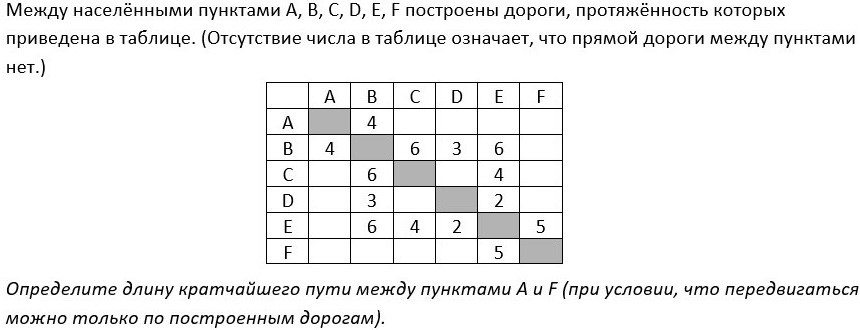 Между населёнными пунктами A, B, C, D, E, F построены дороги, протяжённость которых
приведена в таблице. (Отсутствие числа в таблице означает, что прямой дороги между пунктами
нет.)
A B C D E F
A 4
B 4 6 3 6
C 6 4
D 3 2
E 6 4 2 5
F 5
Определите длину кратчайшего пути между пунктами A и F (при условии, что передвигаться
можно только по построенным дорогам).